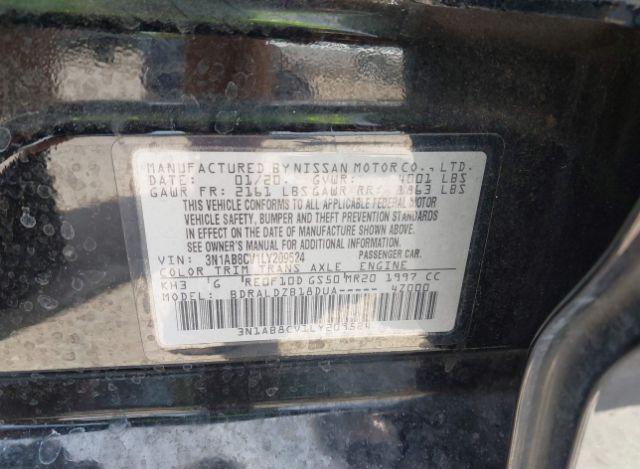 MANUFACTURED BY NISSAN MOTOR CO., LTD.
DATE: 01/20 GVWR: 4001 LBS
GAWR FR: 2161 LBS GAWR RR: 1863 LBS
THIS VEHICLE CONFORMS TO ALL APPLICABLE FEDERAL MOTOR
VEHICLE SAFETY, BUMPER AND THEFT PREVENTION STANDARDS
IN EFFECT ON THE DATE OF MANUFACTURE SHOWN ABOVE.
SEE OWNER'S MANUAL FOR ADDITIONAL INFORMATION.
VIN: 3N1AB8CV1LY209524 PASSENGER CAR.
COLOR TRIM TRANS AXLE ENGINE
KH3 'G RE0F10D GS50 MR20 1997 CC
MODEL: BDRALDZB18DUA----- 4Z000
3N1AB8CV1LY209524